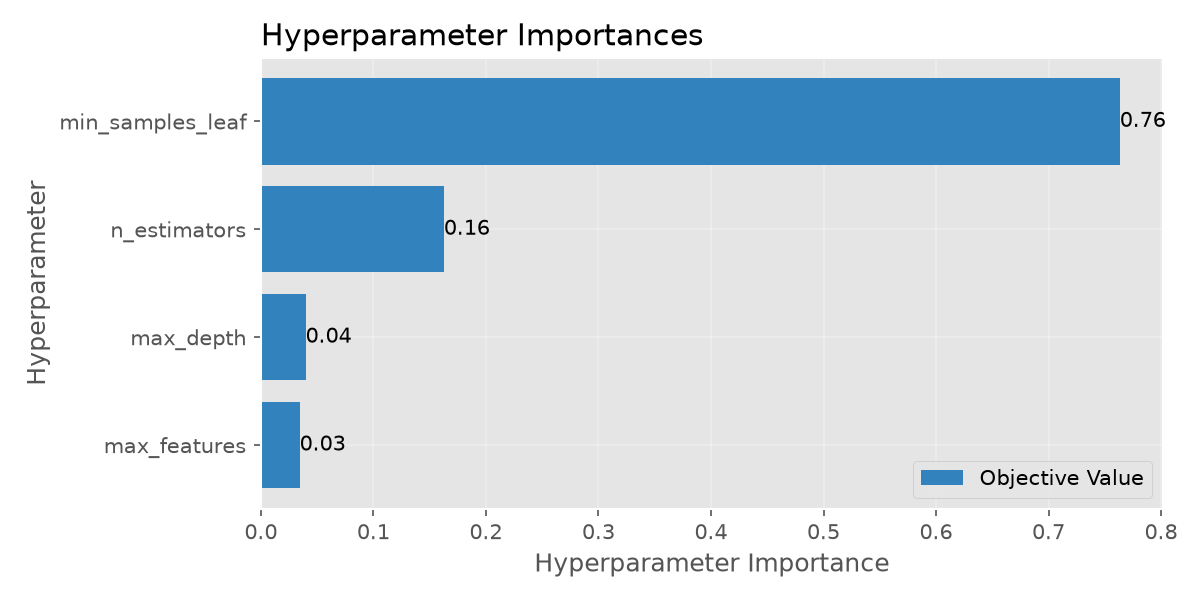 Hyperparameter Importances
Hyperparameter
min_samples_leaf
0.76
n_estimators
0.16
max_depth
0.04
max_features
0.03
Objective Value
0.0 0.1 0.2 0.3 0.4 0.5 0.6 0.7 0.8
Hyperparameter Importance